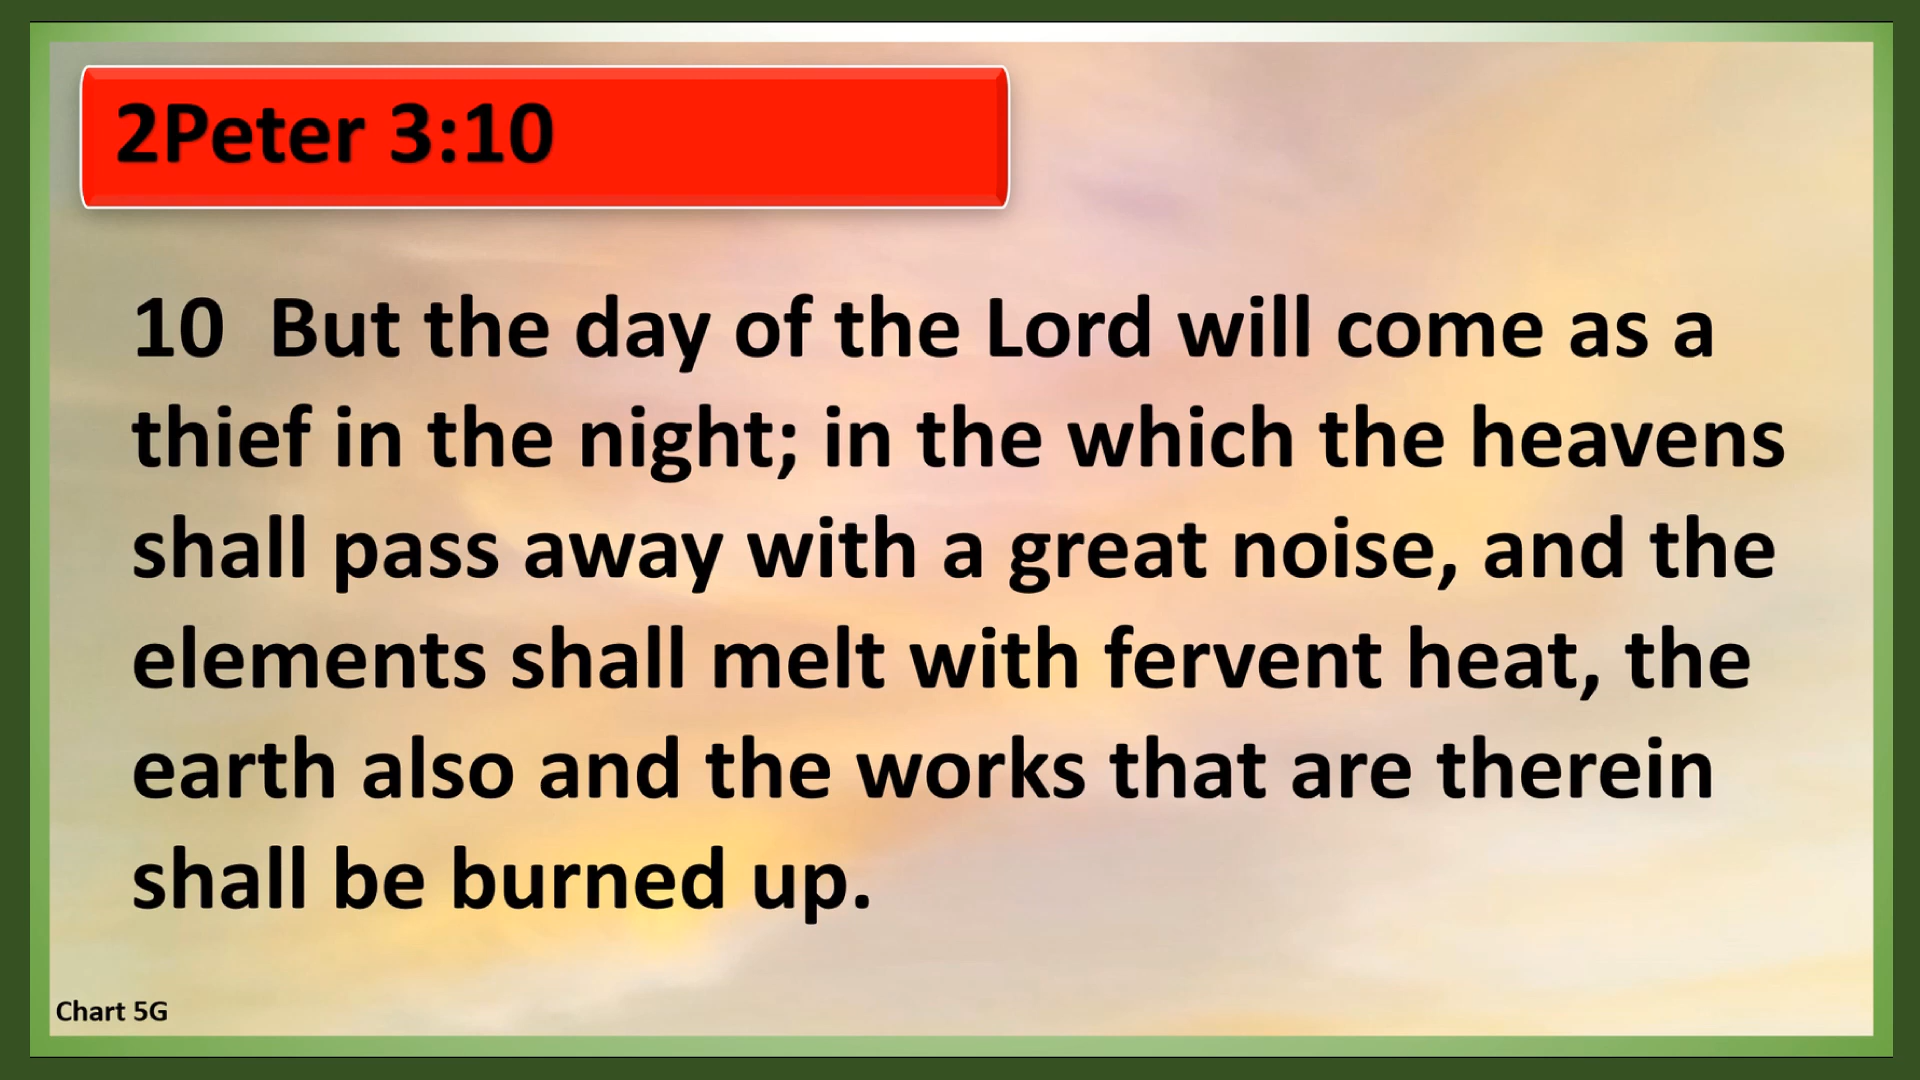 2Peter 3:10
10  But the day of the Lord will come as a
thief in the night; in the which the heavens
shall pass away with a great noise, and the
elements shall melt with fervent heat, the
earth also and the works that are therein
shall be burned up.
Chart 5G